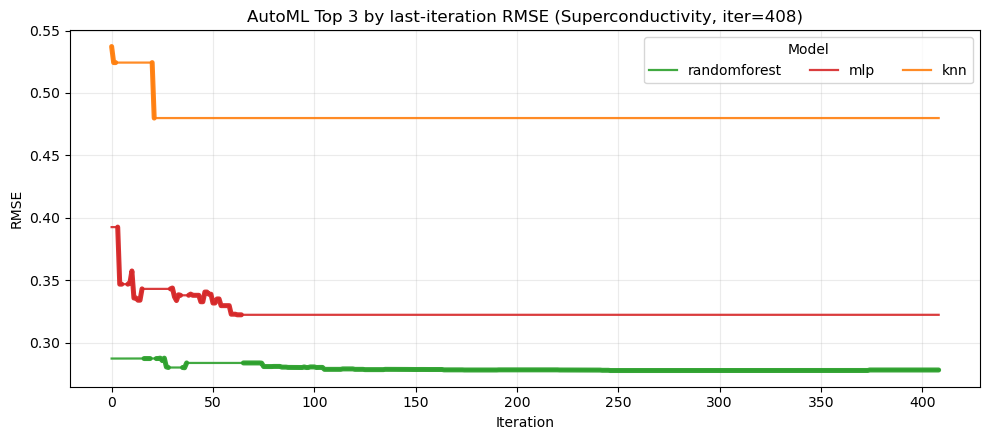 AutoML Top 3 by last-iteration RMSE (Superconductivity, iter=408)
Model
randomforest mlp knn
RMSE
0.55
0.50
0.45
0.40
0.35
0.30
0 50 100 150 200 250 300 350 400
Iteration